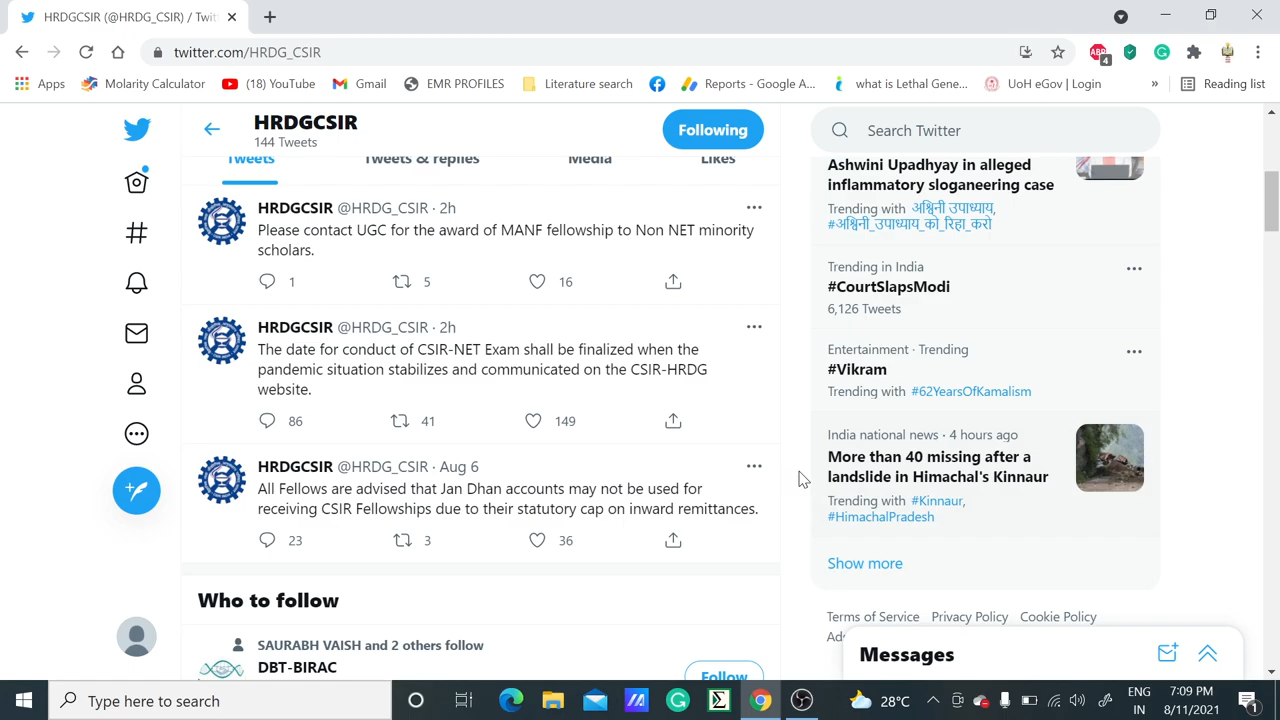 HRDGCSIR (@HRDG_CSIR) / Twit
twitter.com/HRDG_CSIR
ABP
4
Apps
Molarity Calculator
(18) YouTube
Gmail
EMR PROFILES
Literature search
Reports - Google A...
what is Lethal Gene...
UoH eGov | Login
»
Reading list
HRDGCSIR
144 Tweets
Following
Search Twitter
Tweets
Tweets & replies
Media
Likes
HRDGCSIR @HRDG_CSIR · 2h
Please contact UGC for the award of MANF fellowship to Non NET minority
scholars.
1 5 16
HRDGCSIR @HRDG_CSIR · 2h
The date for conduct of CSIR-NET Exam shall be finalized when the
pandemic situation stabilizes and communicated on the CSIR-HRDG
website.
86 41 149
HRDGCSIR @HRDG_CSIR · Aug 6
All Fellows are advised that Jan Dhan accounts may not be used for
receiving CSIR Fellowships due to their statutory cap on inward remittances.
23 3 36
Who to follow
SAURABH VAISH and 2 others follow
DBT-BIRAC
Follow
Ashwini Upadhyay in alleged
inflammatory sloganeering case
Trending with अश्विनी उपाध्याय,
#अश्विनी_उपाध्याय_को_रिहा_करो
Trending in India
#CourtSlapsModi
6,126 Tweets
Entertainment · Trending
#Vikram
Trending with #62YearsOfKamalism
India national news · 4 hours ago
More than 40 missing after a
landslide in Himachal's Kinnaur
Trending with #Kinnaur,
#HimachalPradesh
Show more
Terms of Service Privacy Policy Cookie Policy
Messages
Type here to search
28°C
ENG
IN
7:09 PM
8/11/2021
1